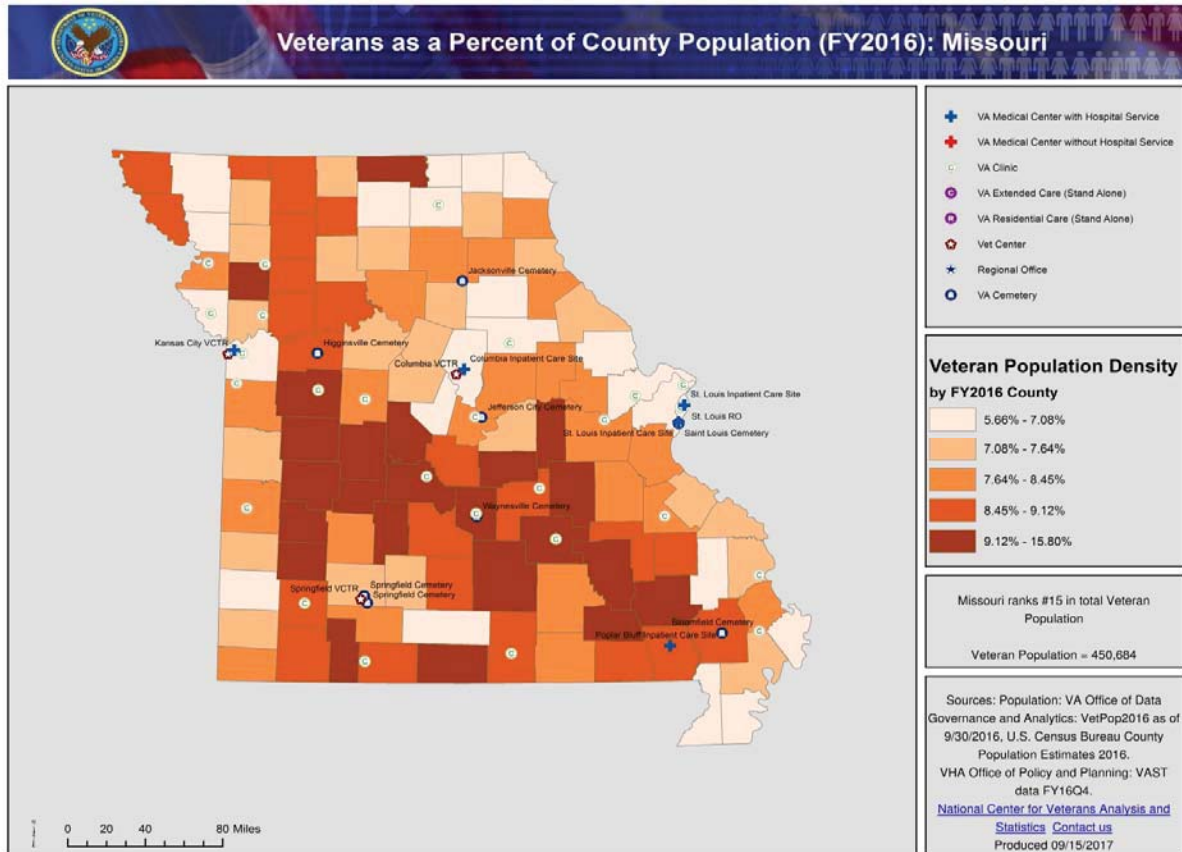 Veterans as a Percent of County Population (FY2016): Missouri
Jacksonville Cemetery
Kansas City VCTR
Higginsville Cemetery
Columbia VCTR
Columbia Inpatient Care Site
Jefferson City Cemetery
St. Louis Inpatient Care Site
St. Louis RO
St. Louis Inpatient Care Site
Saint Louis Cemetery
Waynesville Cemetery
Springfield VCTR
Springfield Cemetery
Springfield Cemetery
Bloomfield Cemetery
Poplar Bluff Inpatient Care Site
0 20 40 80 Miles
VA Medical Center with Hospital Service
VA Medical Center without Hospital Service
C VA Clinic
C VA Extended Care (Stand Alone)
R VA Residential Care (Stand Alone)
Vet Center
Regional Office
VA Cemetery
Veteran Population Density
by FY2016 County
5.66% - 7.08%
7.08% - 7.64%
7.64% - 8.45%
8.45% - 9.12%
9.12% - 15.80%
Missouri ranks #15 in total Veteran
Population
Veteran Population = 450,684
Sources: Population: VA Office of Data
Governance and Analytics: VetPop2016 as of
9/30/2016, U.S. Census Bureau County
Population Estimates 2016.
VHA Office of Policy and Planning: VAST
data FY16Q4.
National Center for Veterans Analysis and
Statistics Contact us
Produced 09/15/2017